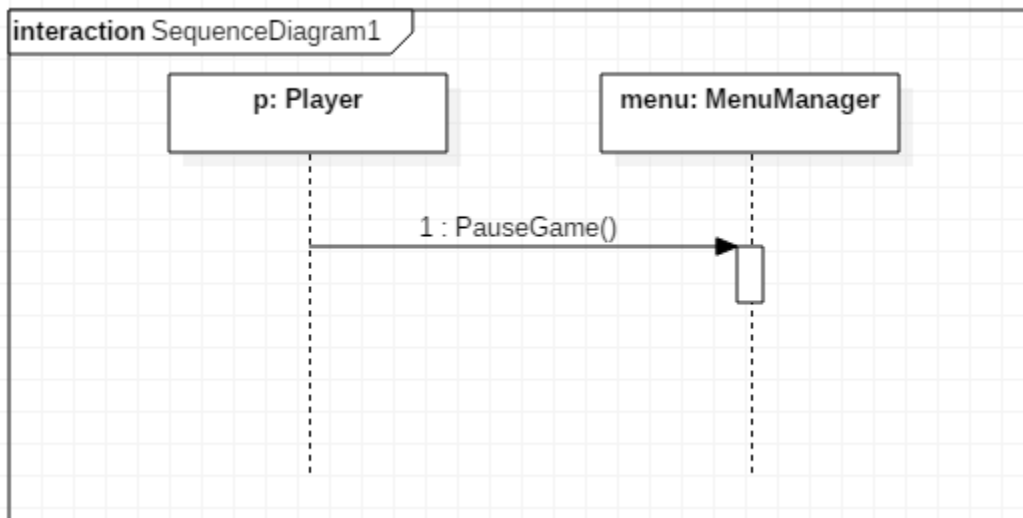 interaction SequenceDiagram1
p: Player
menu: MenuManager
1 : PauseGame()